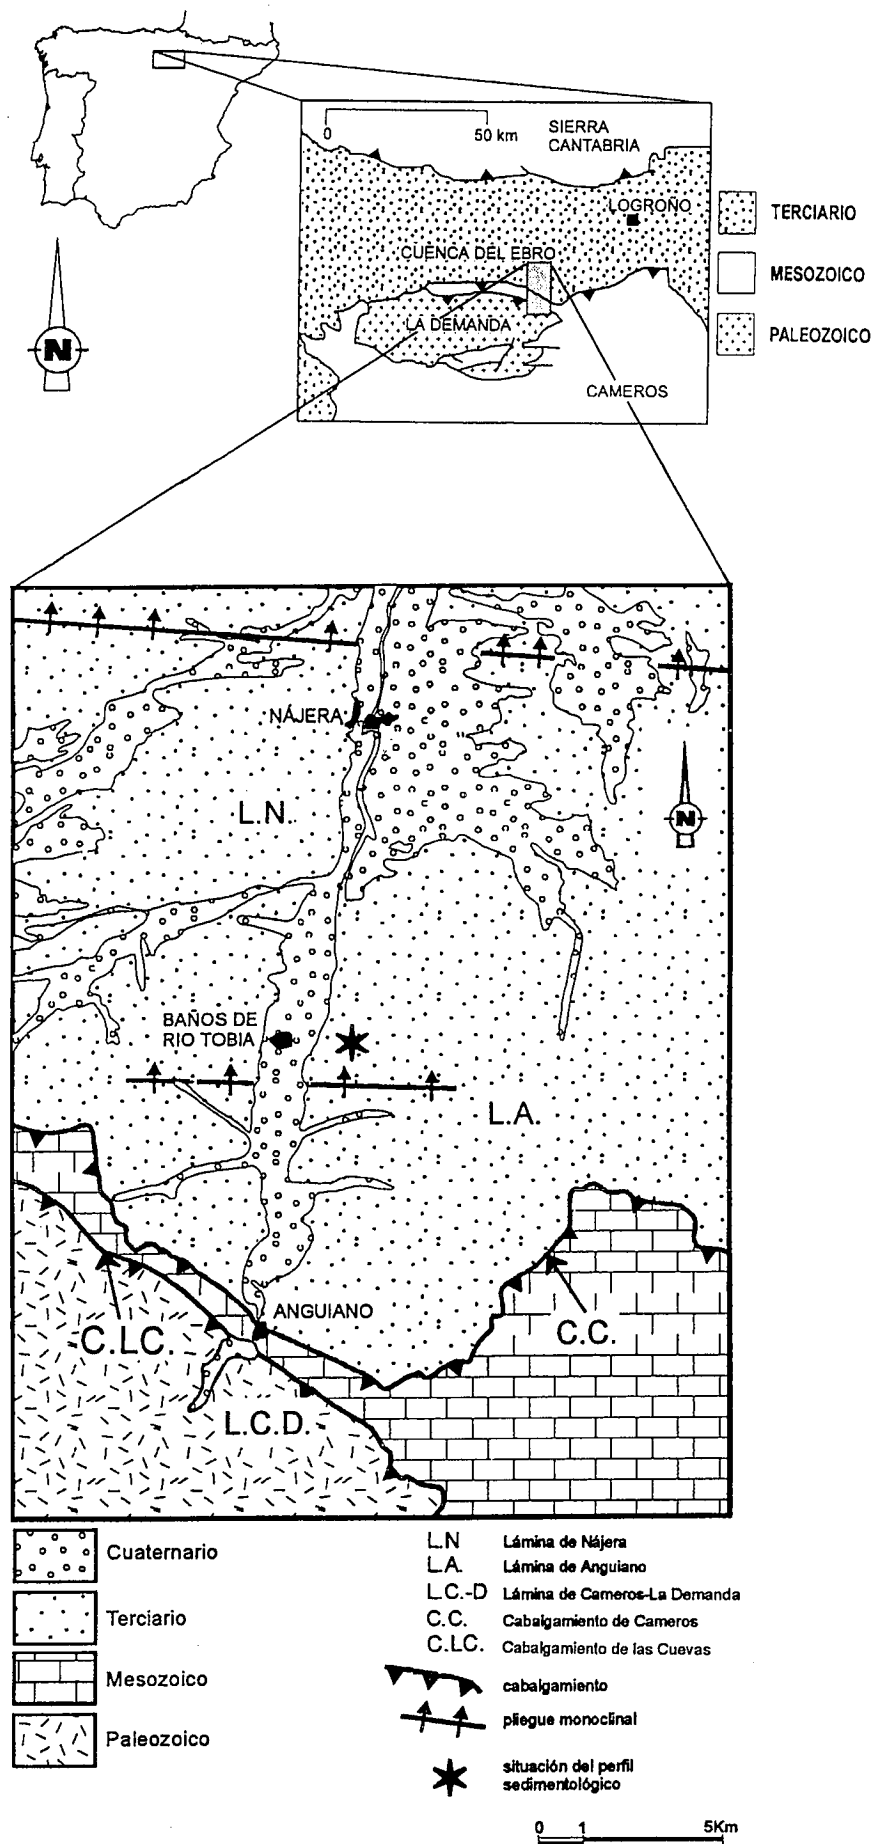 0
50 km
SIERRA
CANTABRIA
LOGROÑO
CUENCA DEL EBRO
LA DEMANDA
CAMEROS
TERCIARIO
MESOZOICO
PALEOZOICO
N
NÁJERA
L.N.
N
BAÑOS DE
RIO TOBIA
L.A.
ANGUIANO
C.LC.
C.C.
L.C.D.
Cuaternario
Terciario
Mesozoico
Paleozoico
L.N Lámina de Nájera
L.A. Lámina de Anguiano
L.C.-D Lámina de Cameros-La Demanda
C.C. Cabalgamiento de Cameros
C.LC. Cabalgamiento de las Cuevas
cabalgamiento
pliegue monoclinal
situación del perfil
sedimentológico
0 1 5Km